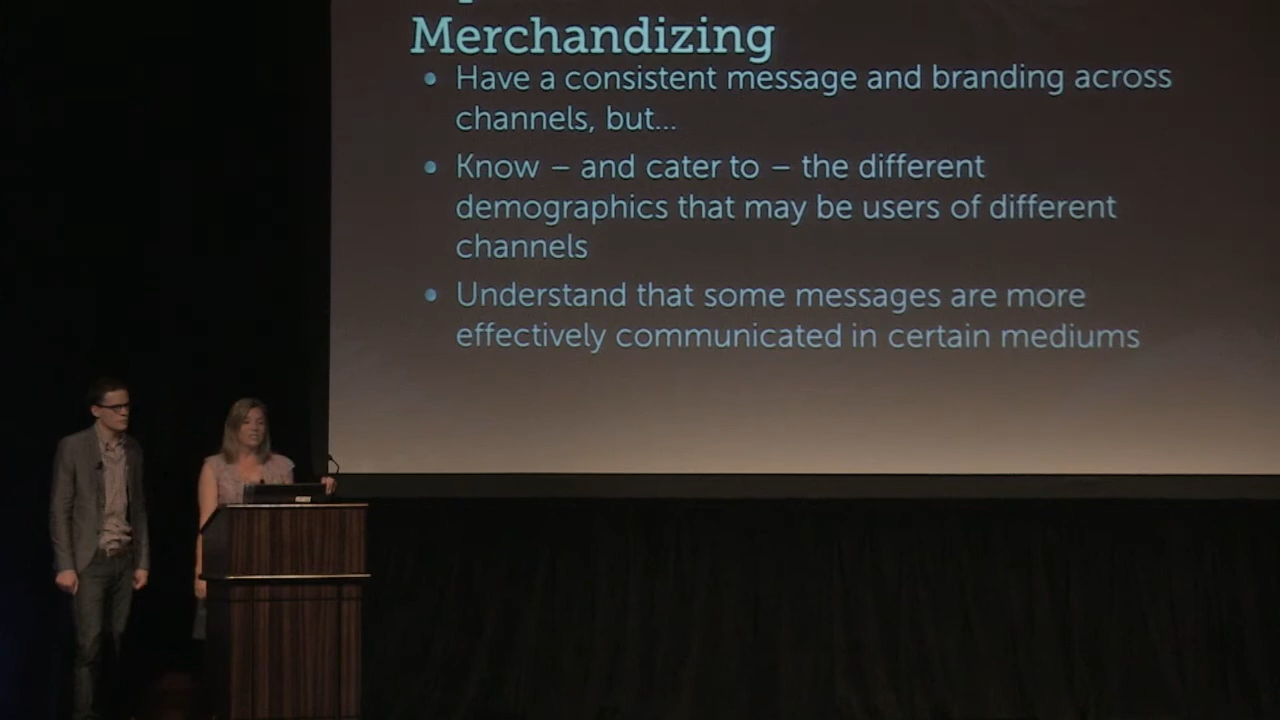 Merchandizing
• Have a consistent message and branding across
channels, but...
• Know – and cater to – the different
demographics that may be users of different
channels
• Understand that some messages are more
effectively communicated in certain mediums